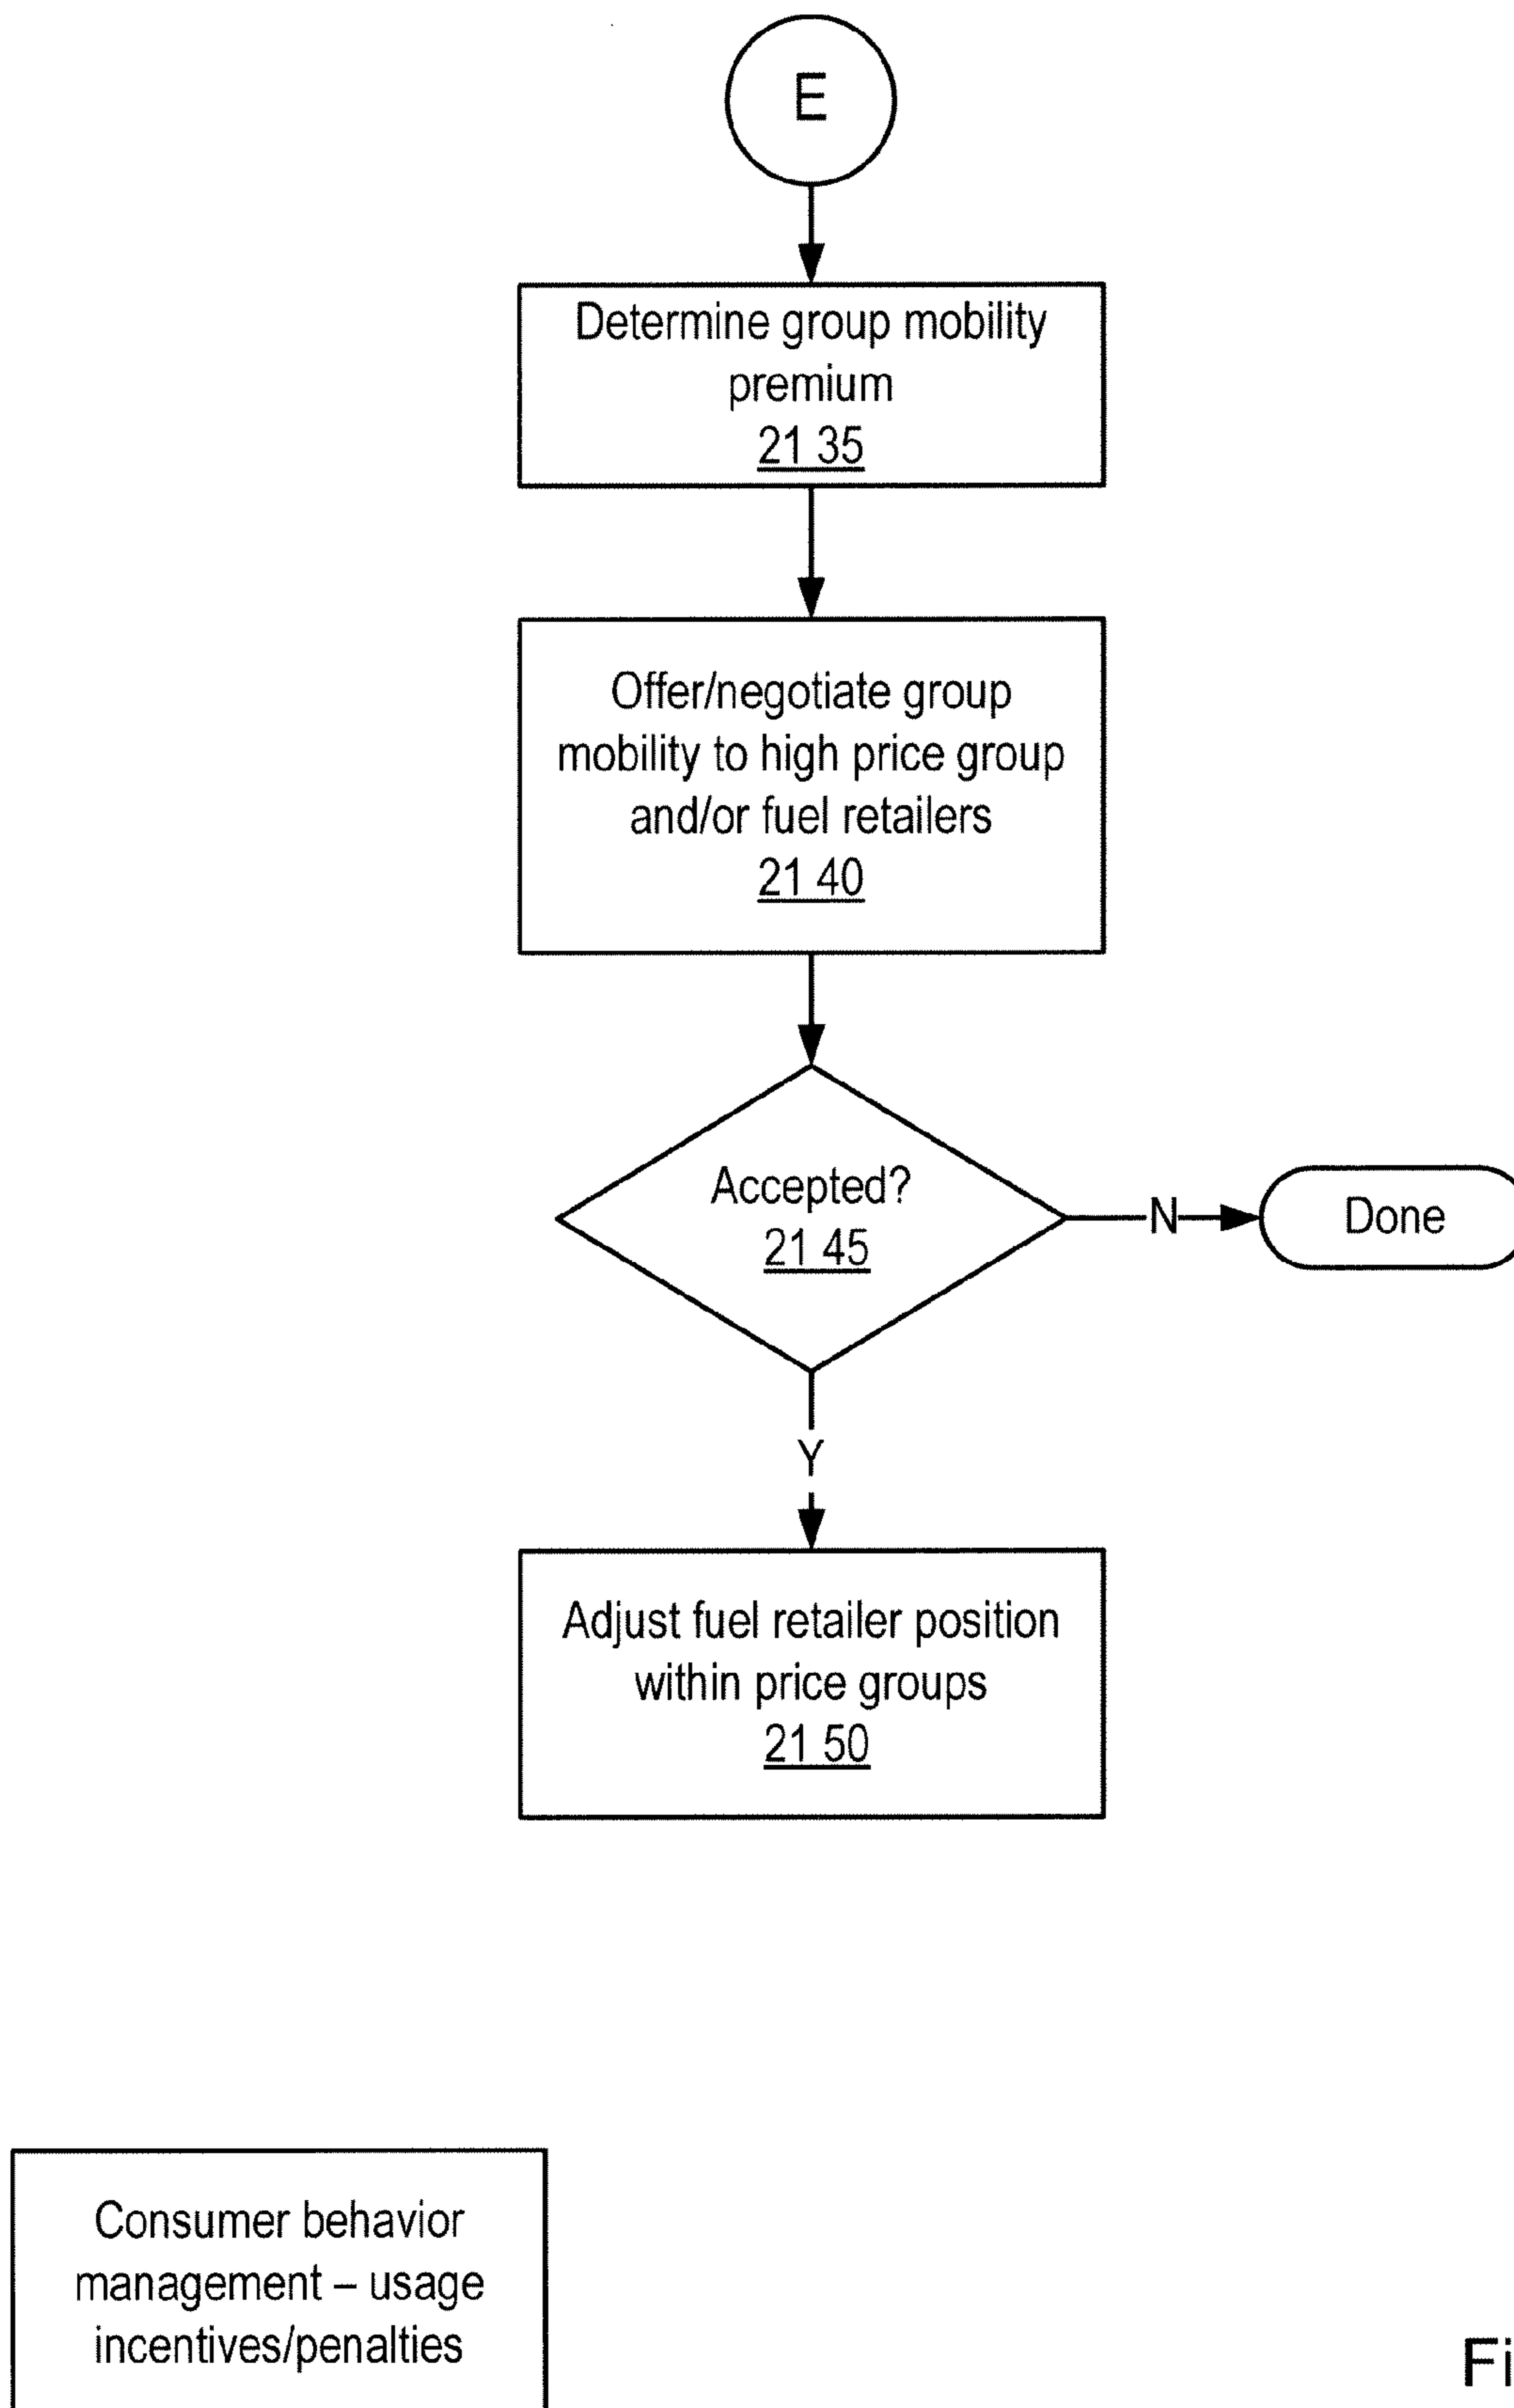 E
Determine group mobility
premium
21 35
Offer/negotiate group
mobility to high price group
and/or fuel retailers
21 40
Accepted?
21 45
N
Done
Y
Adjust fuel retailer position
within price groups
21 50
Consumer behavior
management – usage
incentives/penalties
Fi